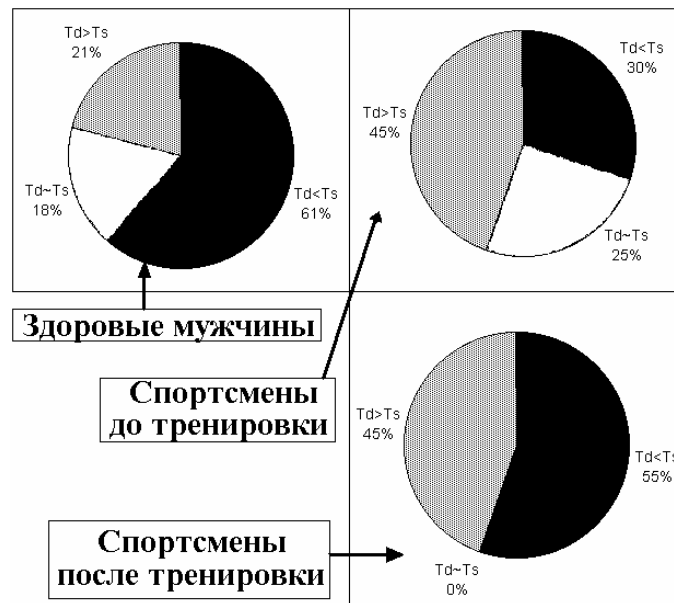 Td>Ts
21%
Td~Ts
18%
Td<Ts
61%
Td<Ts
30%
Td>Ts
45%
Td~Ts
25%
Здоровые мужчины
Спортсмены
до тренировки
Td>Ts
45%
Td<Ts
55%
Td~Ts
0%
Спортсмены
после тренировки